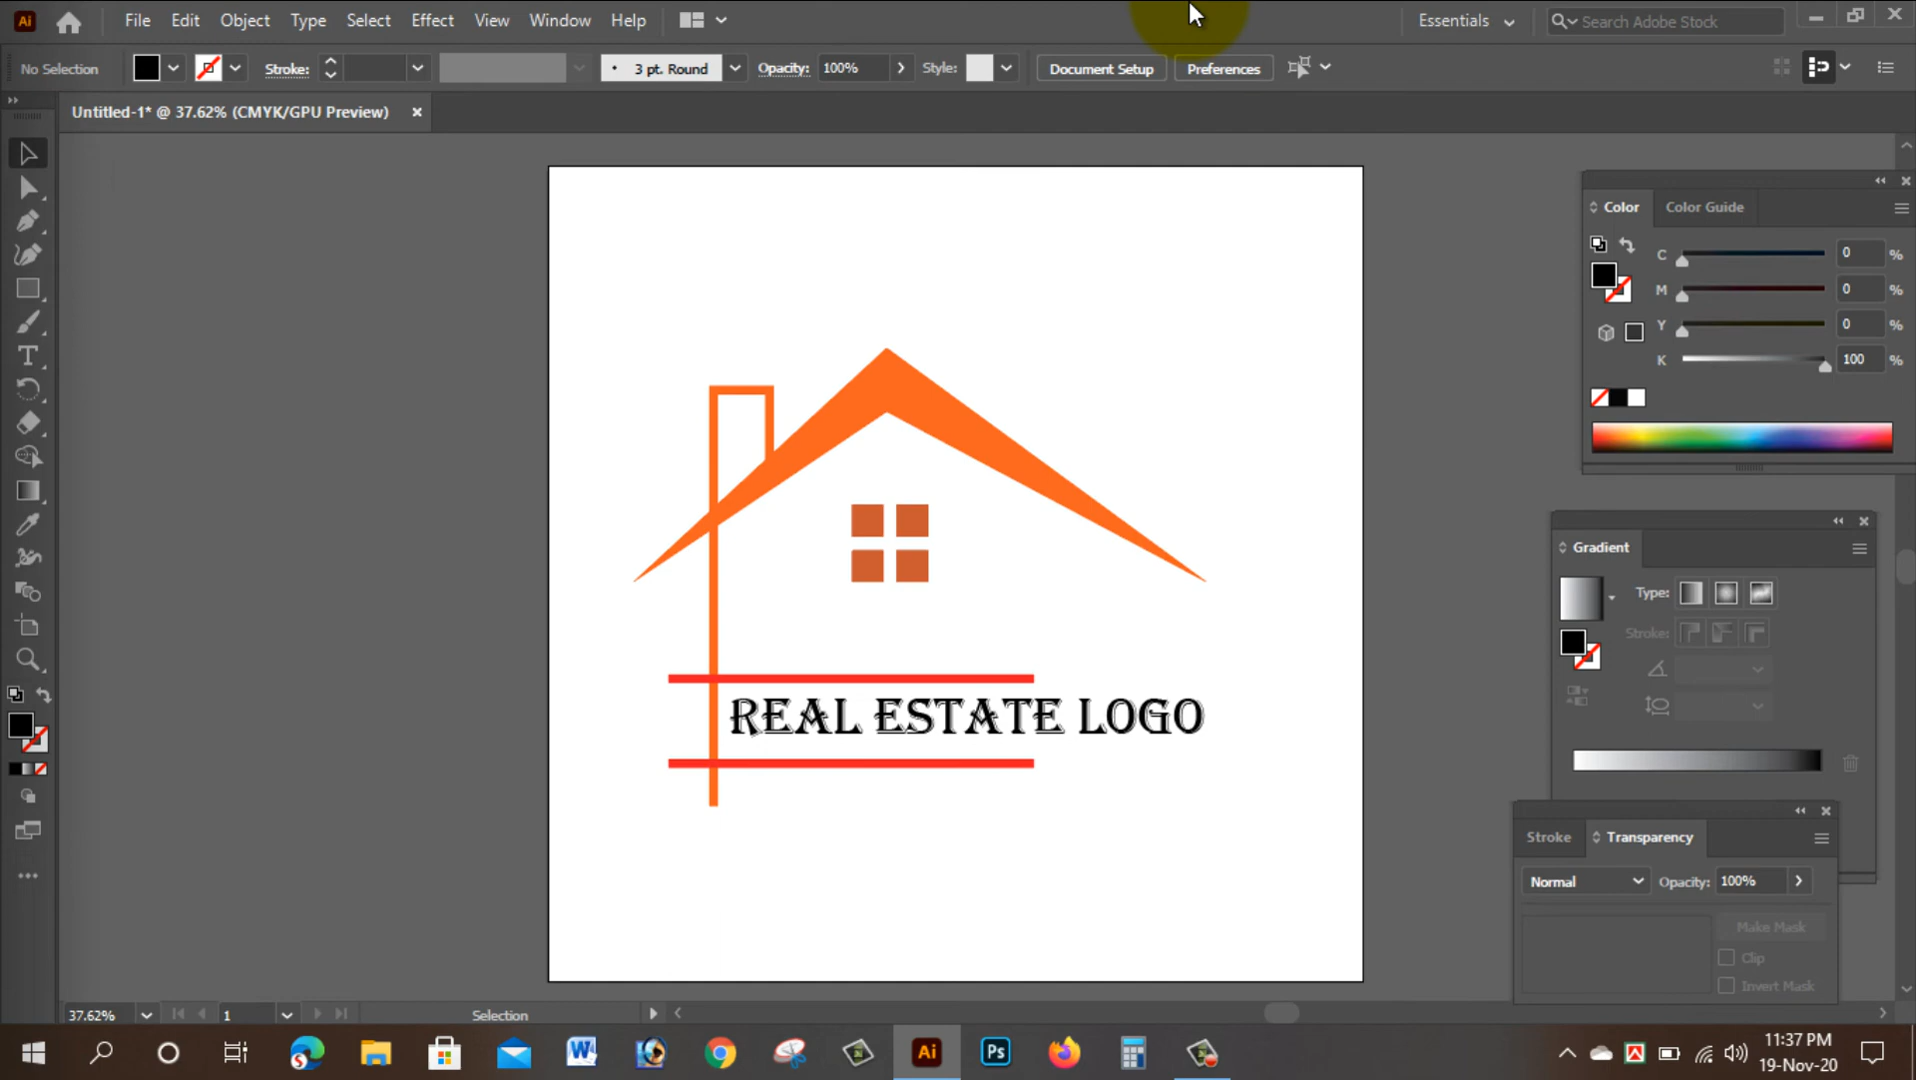 Ai File Edit Object Type Select Effect View Window Help Essentials Search Adobe Stock
No Selection Stroke: 3 pt. Round Opacity: 100% Style: Document Setup Preferences
Untitled-1* @ 37.62% (CMYK/GPU Preview) ×
Color Color Guide
C 0 %
M 0 %
Y 0 %
K 100 %
Gradient
Type:
Stroke:
REAL ESTATE LOGO
Stroke Transparency
Normal Opacity: 100%
Make Mask
Clip
Invert Mask
37.62% 1 Selection
Ai Ps
11:37 PM
19-Nov-20